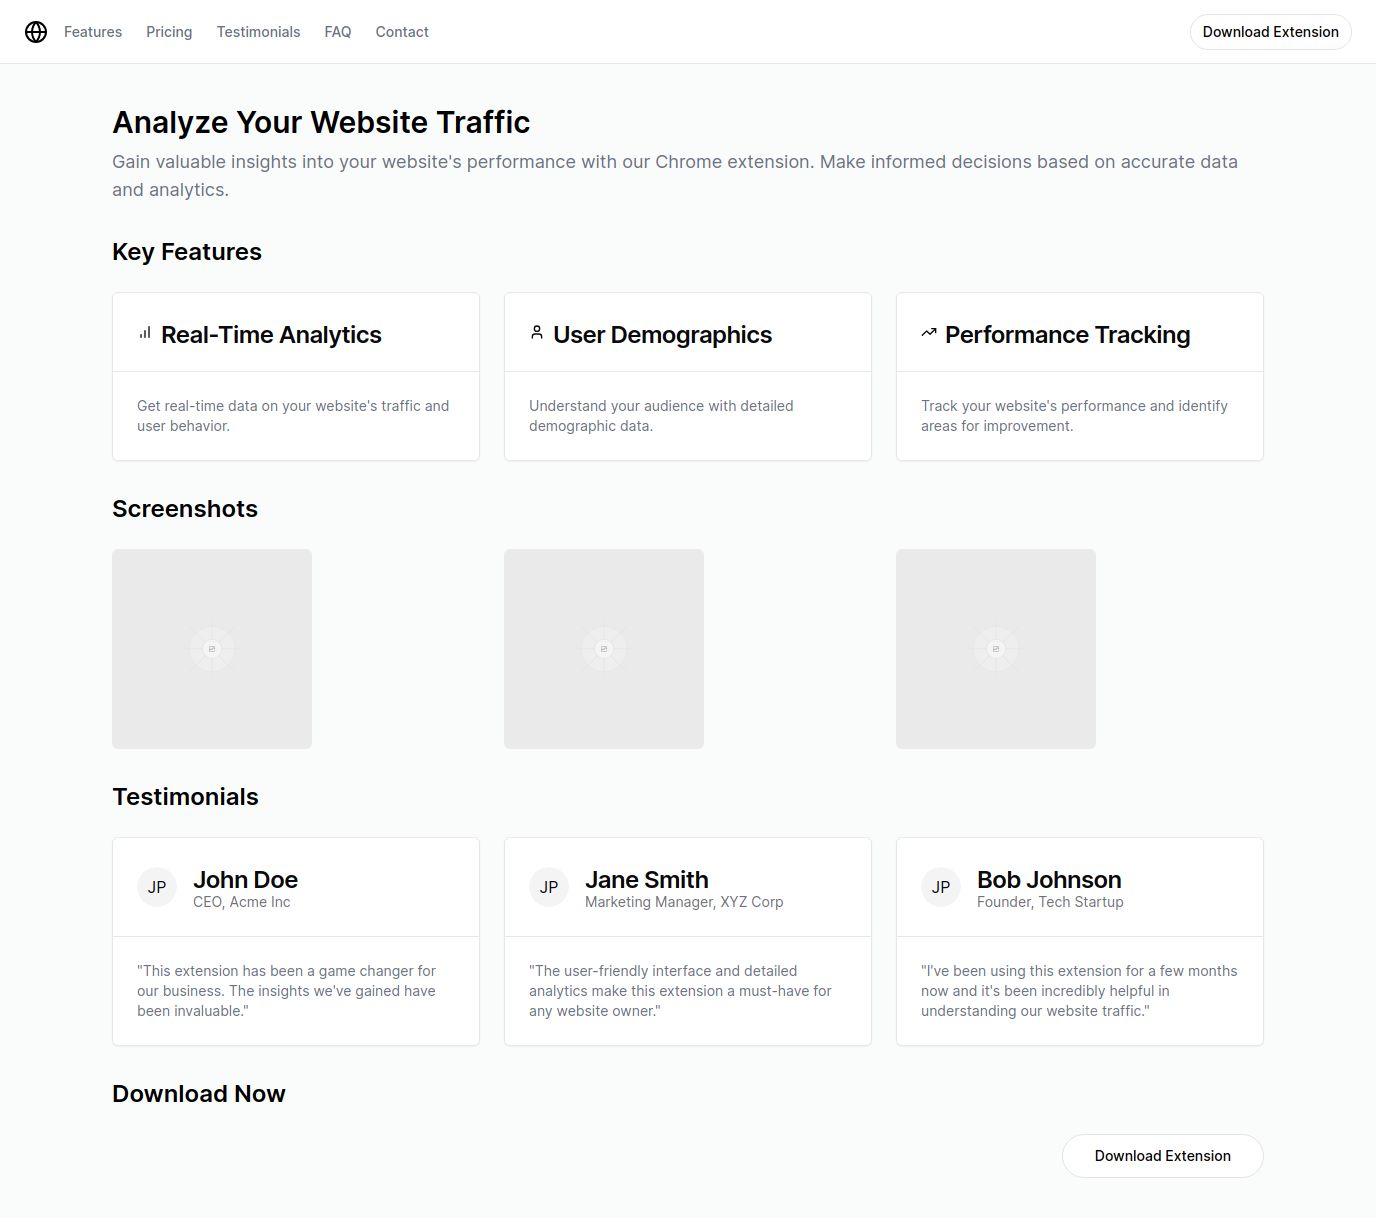 Features Pricing Testimonials FAQ Contact Download Extension
Analyze Your Website Traffic
Gain valuable insights into your website's performance with our Chrome extension. Make informed decisions based on accurate data
and analytics.
Key Features
Real-Time Analytics
Get real-time data on your website's traffic and
user behavior.
User Demographics
Understand your audience with detailed
demographic data.
Performance Tracking
Track your website's performance and identify
areas for improvement.
Screenshots
Testimonials
JP
John Doe
CEO, Acme Inc
"This extension has been a game changer for
our business. The insights we've gained have
been invaluable."
JP
Jane Smith
Marketing Manager, XYZ Corp
"The user-friendly interface and detailed
analytics make this extension a must-have for
any website owner."
JP
Bob Johnson
Founder, Tech Startup
"I've been using this extension for a few months
now and it's been incredibly helpful in
understanding our website traffic."
Download Now
Download Extension